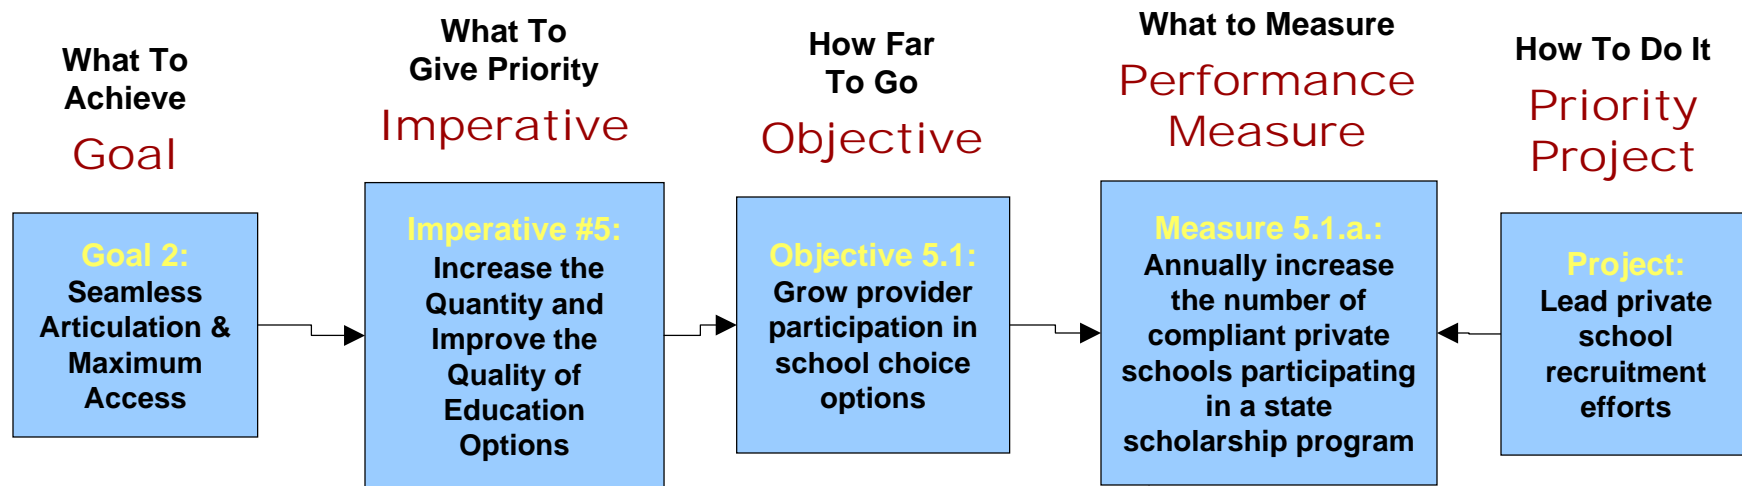 What To
Achieve
Goal
Goal 2:
Seamless
Articulation &
Maximum
Access
What To
Give Priority
Imperative
Imperative #5:
Increase the
Quantity and
Improve the
Quality of
Education
Options
How Far
To Go
Objective
Objective 5.1:
Grow provider
participation in
school choice
options
What to Measure
Performance
Measure
Measure 5.1.a.:
Annually increase
the number of
compliant private
schools participating
in a state
scholarship program
How To Do It
Priority
Project
Project:
Lead private
school
recruitment
efforts